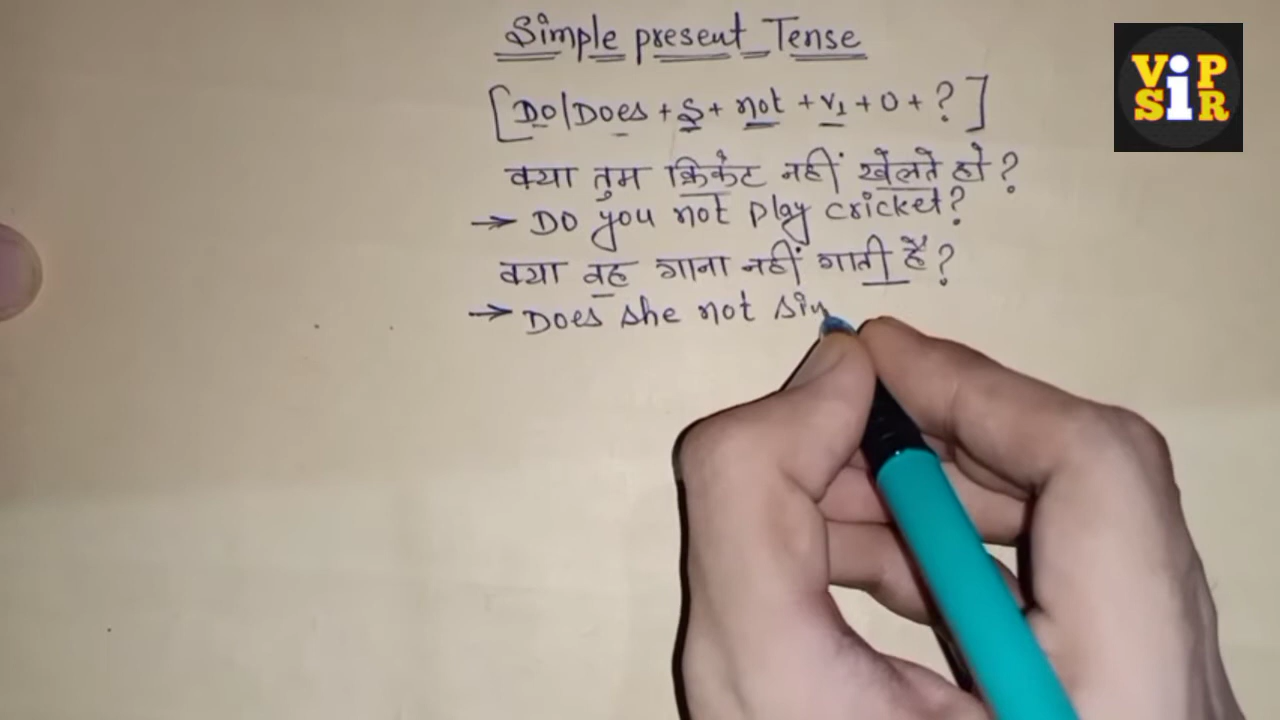 Simple present Tense
[Do/Does + S + not + V1 + O + ?]
क्या तुम क्रिकेट नहीं खेलते हो?
→ Do you not play cricket?
क्या वह गाना नहीं गाती है?
→ Does she not sin
ViP
SiR